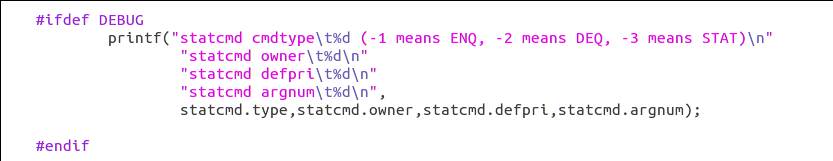 #ifdef DEBUG
printf("statcmd cmdtype\t%d (-1 means ENQ, -2 means DEQ, -3 means STAT)\n"
"statcmd owner\t%d\n"
"statcmd defpri\t%d\n"
"statcmd argnum\t%d\n",
statcmd.type,statcmd.owner,statcmd.defpri,statcmd.argnum);
#endif